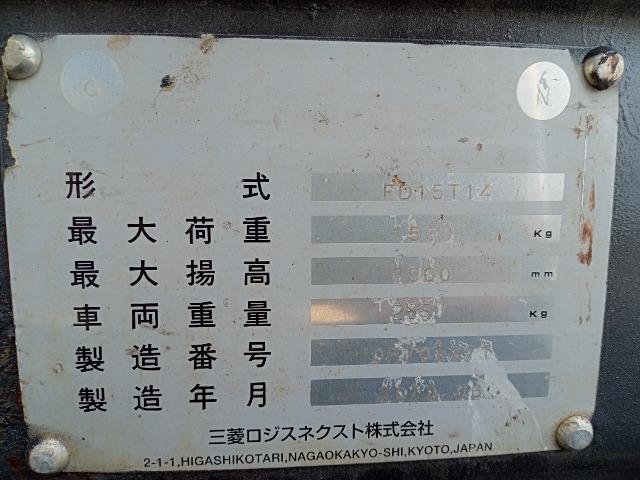 C N
形式 FD15T14
最大荷重 1500 Kg
最大揚高 3000 mm
車両重量 Kg
製造番号
製造年月
三菱ロジスネクスト株式会社
2-1-1,HIGASHIKOTARI,NAGAOKAKYO-SHI,KYOTO,JAPAN